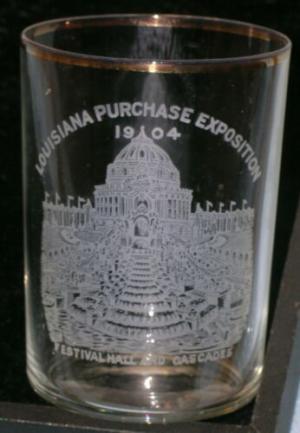 LOUISIANA PURCHASE EXPOSITION
1904
FESTIVAL HALL AND CASCADES